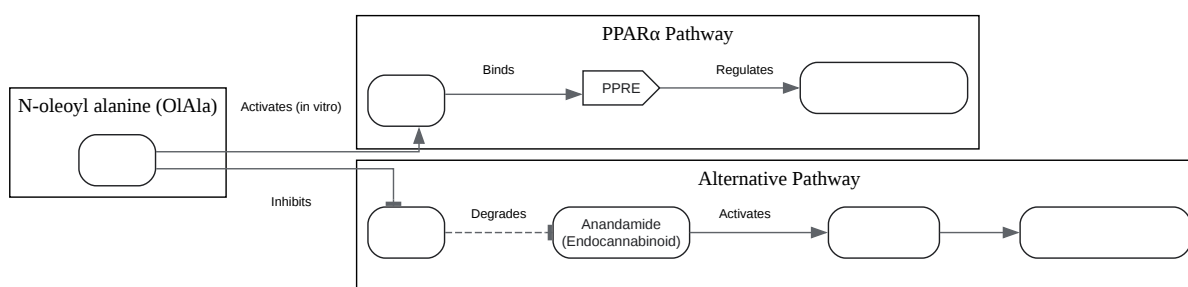 PPARα Pathway
Binds
PPRE
Regulates
N-oleoyl alanine (OlAla)
Activates (in vitro)
Inhibits
Alternative Pathway
Degrades
Anandamide
(Endocannabinoid)
Activates